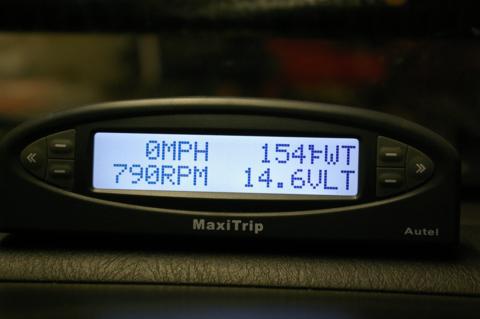 0MPH 154°FWT
790RPM 14.6VLT
MaxiTrip
Autel